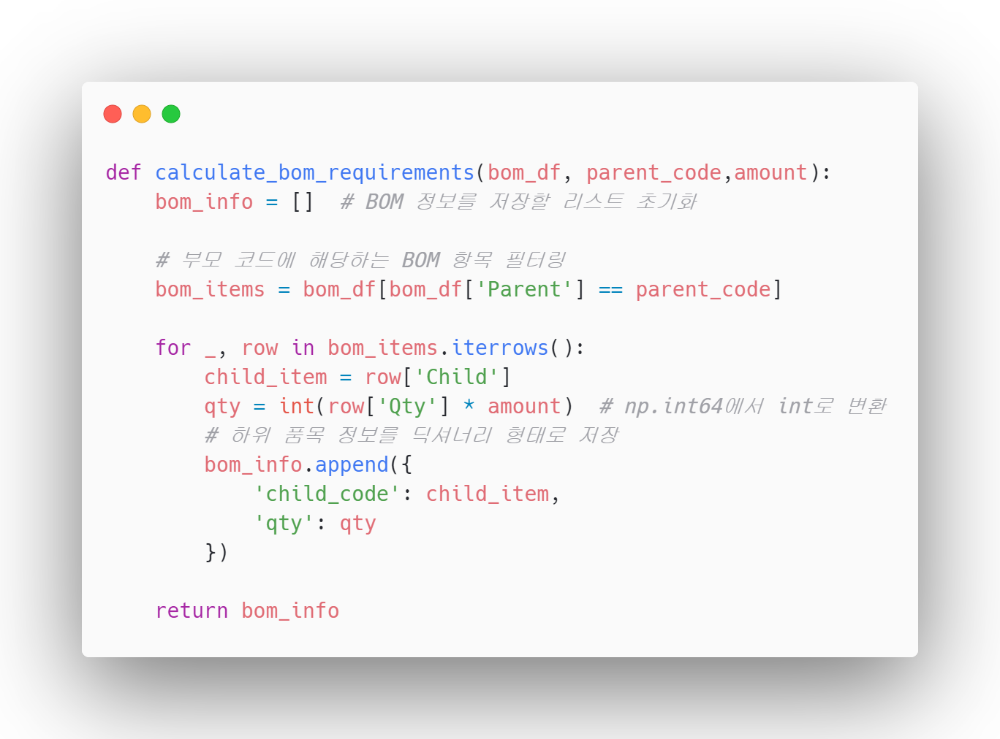 def calculate_bom_requirements(bom_df, parent_code,amount):
    bom_info = []  # BOM 정보를 저장할 리스트 초기화

    # 부모 코드에 해당하는 BOM 항목 필터링
    bom_items = bom_df[bom_df['Parent'] == parent_code]

    for _, row in bom_items.iterrows():
        child_item = row['Child']
        qty = int(row['Qty'] * amount)  # np.int64에서 int로 변환
        # 하위 품목 정보를 딕셔너리 형태로 저장
        bom_info.append({
            'child_code': child_item,
            'qty': qty
        })

    return bom_info